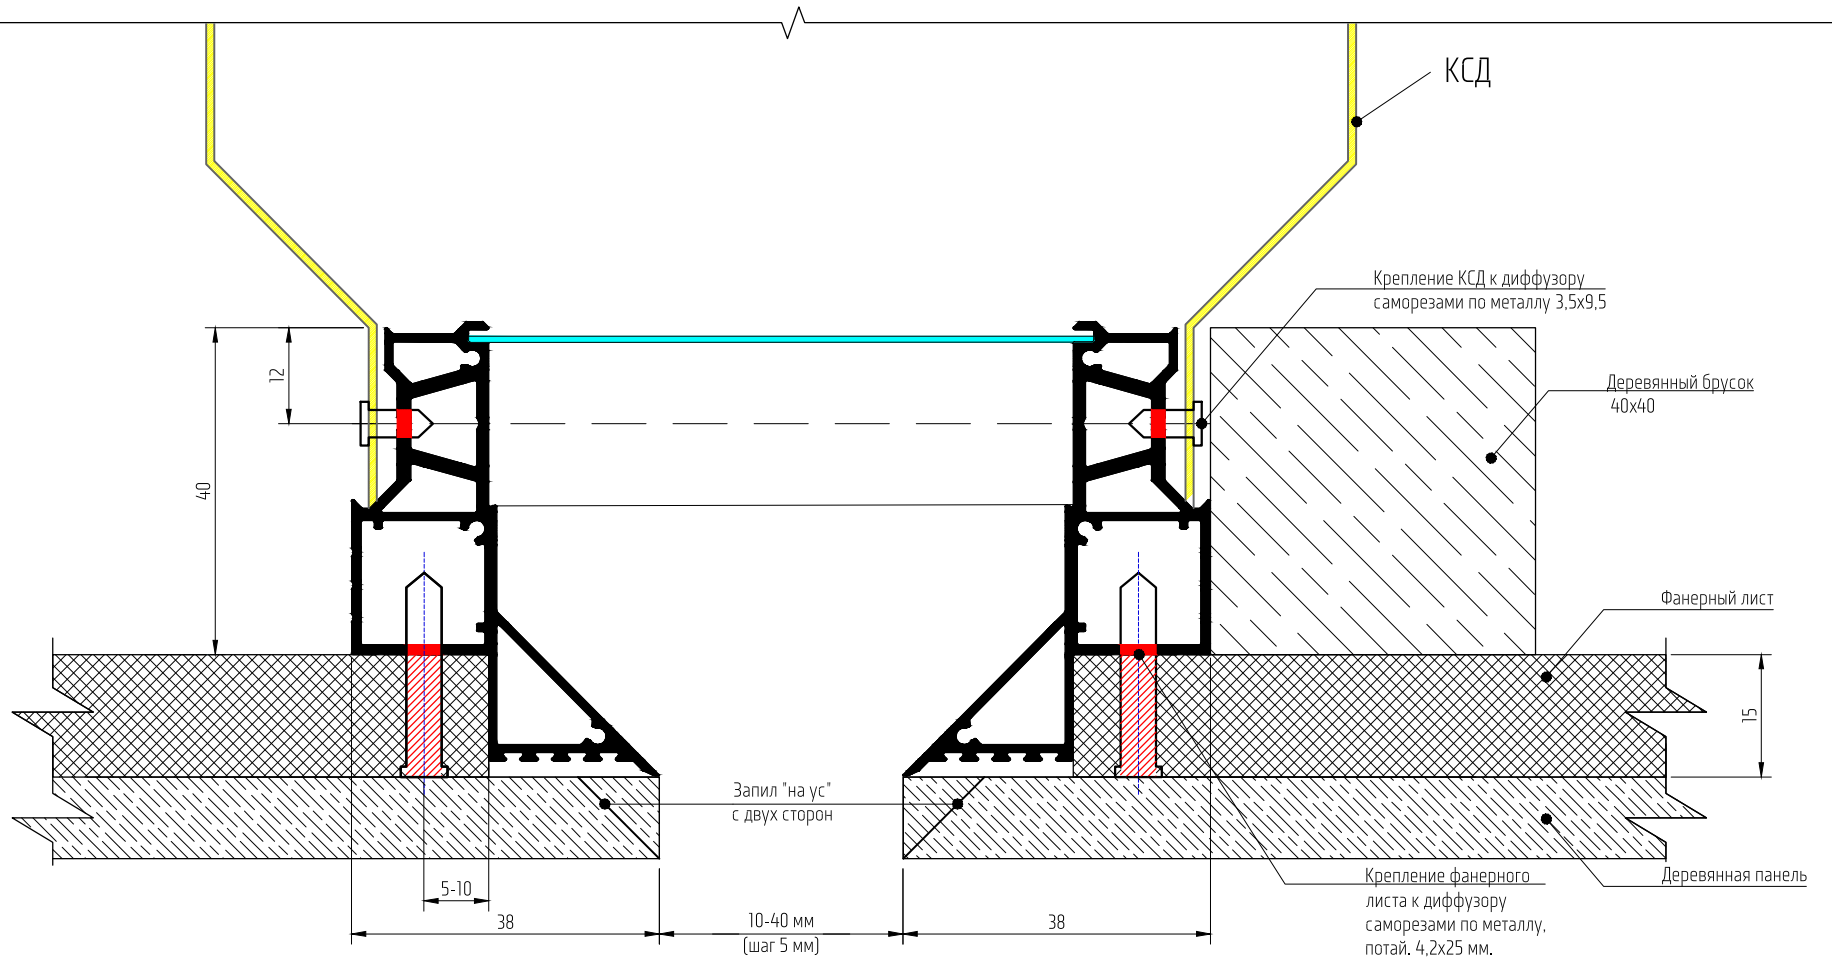 КСД
Крепление КСД к диффузору
саморезами по металлу 3,5х9,5
12
Деревянный брусок
40х40
40
Фанерный лист
15
Запил "на ус"
с двух сторон
Крепление фанерного
листа к диффузору
саморезами по металлу,
потай. 4,2х25 мм.
Деревянная панель
5-10
38
10-40 мм
(шаг 5 мм)
38